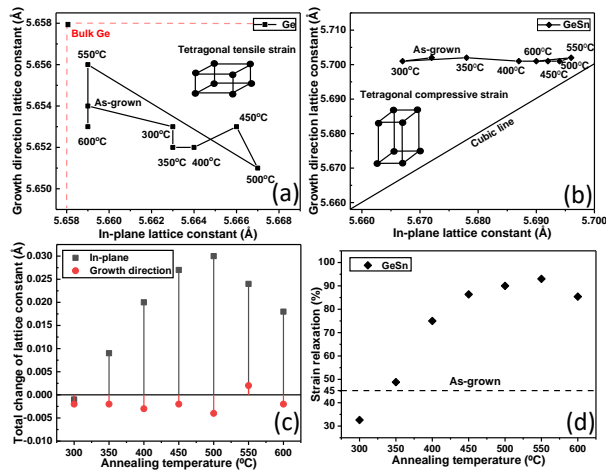 Growth direction lattice constant (Å)
5.658
5.656
5.654
5.652
5.650
Ge
Bulk Ge
550°C
Tetragonal tensile strain
As-grown
600°C
300°C
350°C
400°C
450°C
500°C
(a)
5.658 5.660 5.662 5.664 5.666 5.668
In-plane lattice constant (Å)
Growth direction lattice constant (Å)
5.710
5.700
5.690
5.680
5.670
5.660
GeSn
As-grown
300°C
350°C
400°C
600°C
450°C
550°C
500°C
Tetragonal compressive strain
Cubic line
(b)
5.660 5.670 5.680 5.690 5.700
In-plane lattice constant (Å)
Total change of lattice constant (Å)
0.030
0.025
0.020
0.015
0.010
0.005
0.000
-0.005
-0.010
In-plane
Growth direction
(c)
300 350 400 450 500 550 600
Annealing temperature (ºC)
Strain relaxation (%)
100
90
80
70
60
50
45
40
30
GeSn
As-grown
(d)
300 350 400 450 500 550 600
Annealing temperature (ºC)